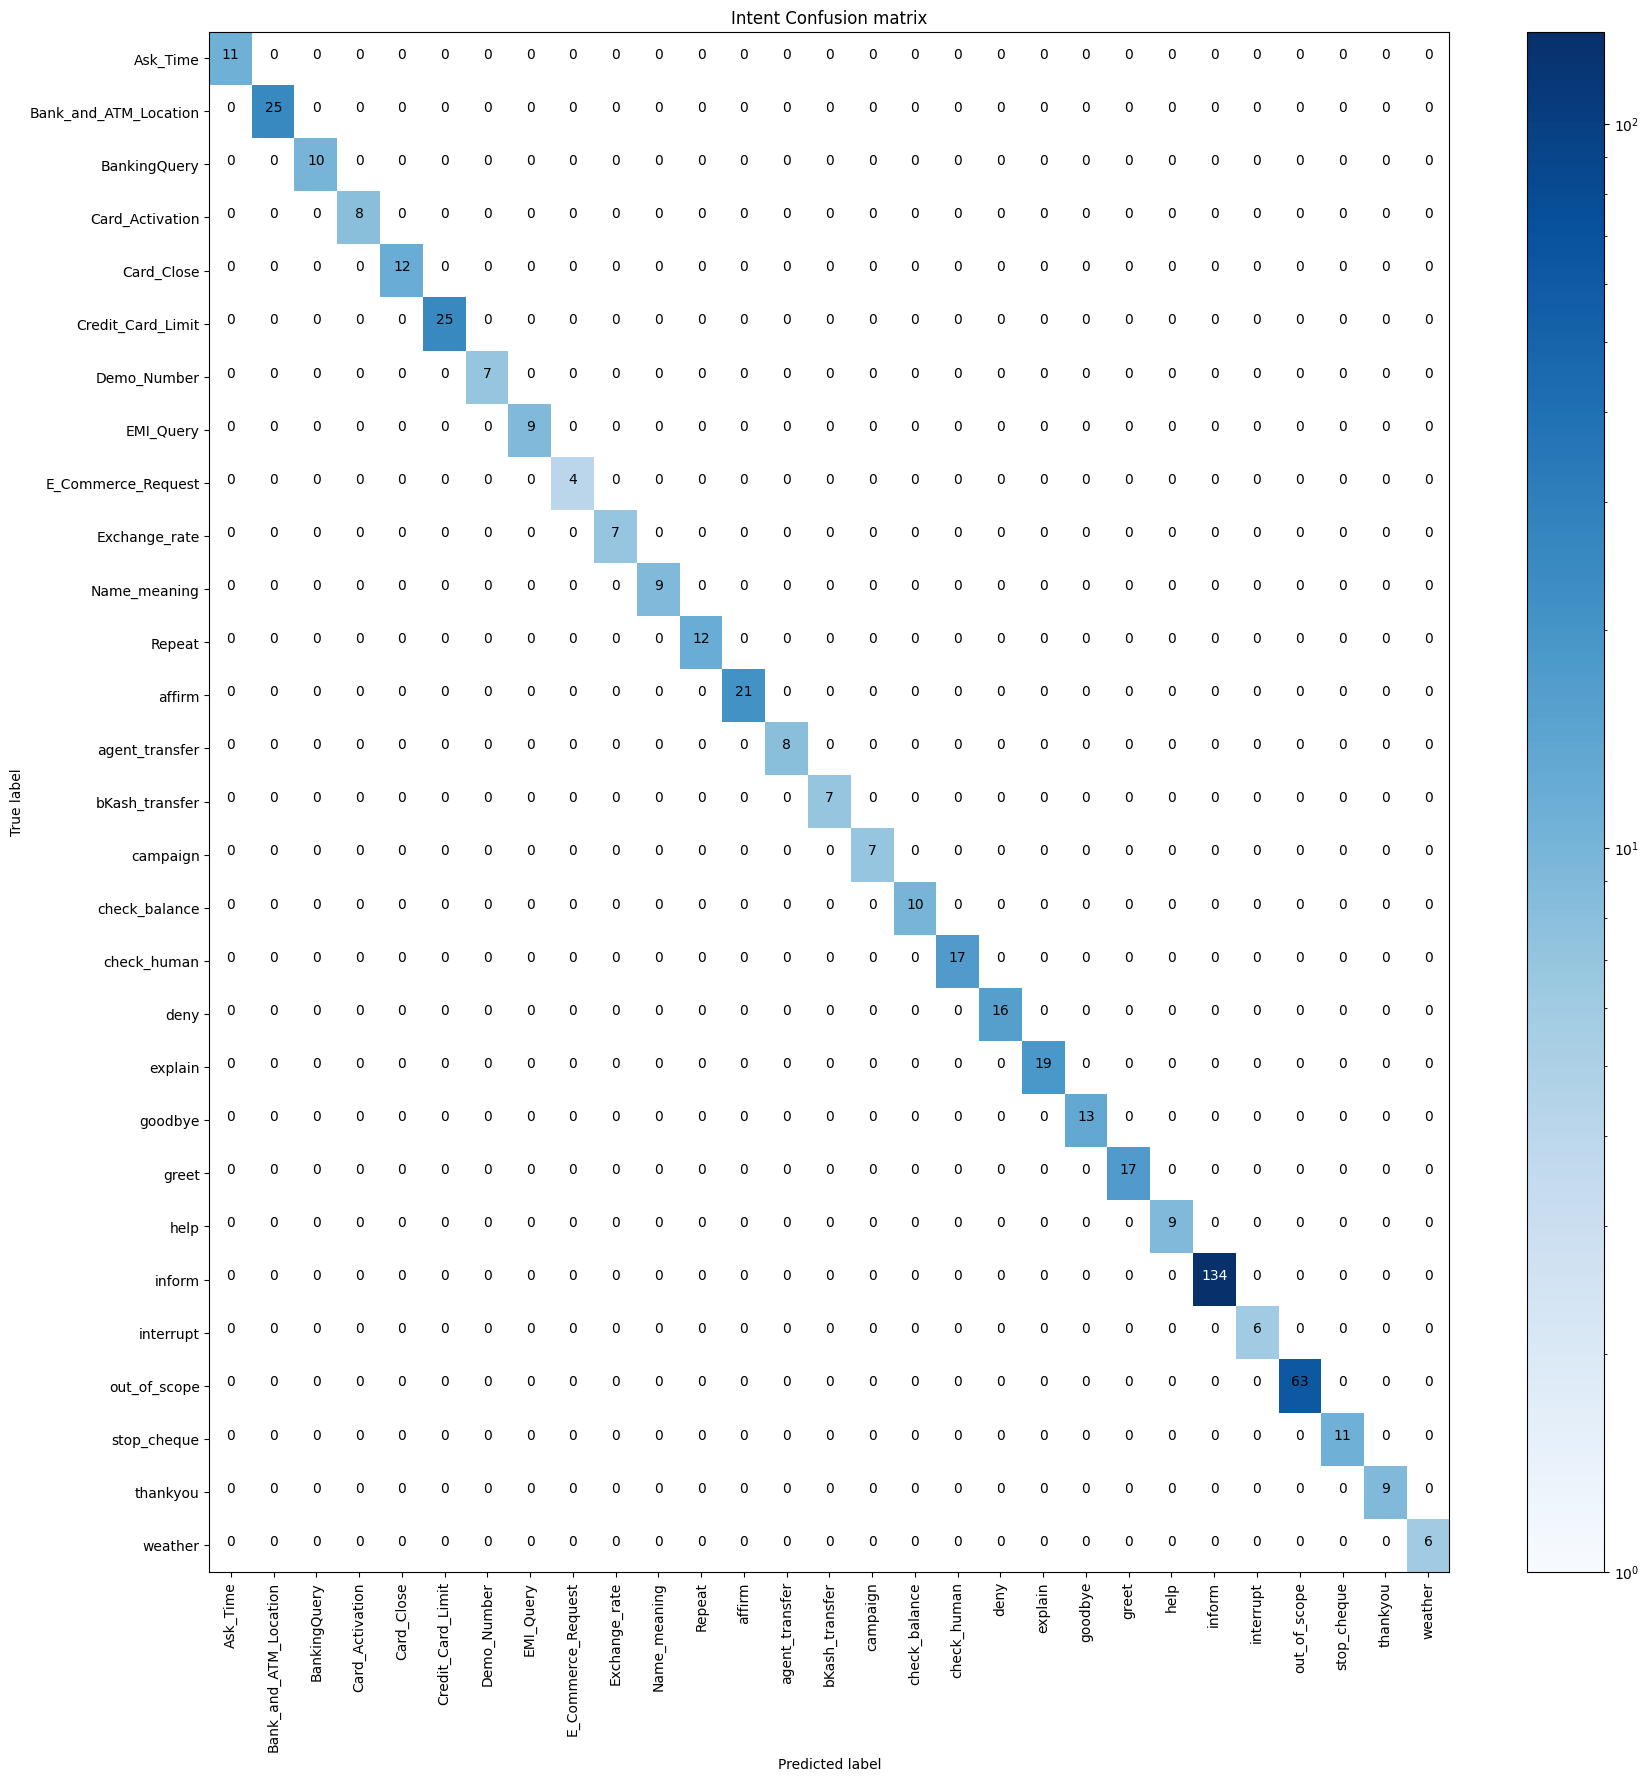 Intent Confusion matrix
Ask_Time 11 0 0 0 0 0 0 0 0 0 0 0 0 0 0 0 0 0 0 0 0 0 0 0 0 0 0 0 0
Bank_and_ATM_Location 0 25 0 0 0 0 0 0 0 0 0 0 0 0 0 0 0 0 0 0 0 0 0 0 0 0 0 0 0
BankingQuery 0 0 10 0 0 0 0 0 0 0 0 0 0 0 0 0 0 0 0 0 0 0 0 0 0 0 0 0 0
Card_Activation 0 0 0 8 0 0 0 0 0 0 0 0 0 0 0 0 0 0 0 0 0 0 0 0 0 0 0 0 0
Card_Close 0 0 0 0 12 0 0 0 0 0 0 0 0 0 0 0 0 0 0 0 0 0 0 0 0 0 0 0 0
Credit_Card_Limit 0 0 0 0 0 25 0 0 0 0 0 0 0 0 0 0 0 0 0 0 0 0 0 0 0 0 0 0 0
Demo_Number 0 0 0 0 0 0 7 0 0 0 0 0 0 0 0 0 0 0 0 0 0 0 0 0 0 0 0 0 0
EMI_Query 0 0 0 0 0 0 0 9 0 0 0 0 0 0 0 0 0 0 0 0 0 0 0 0 0 0 0 0 0
E_Commerce_Request 0 0 0 0 0 0 0 0 4 0 0 0 0 0 0 0 0 0 0 0 0 0 0 0 0 0 0 0 0
Exchange_rate 0 0 0 0 0 0 0 0 0 7 0 0 0 0 0 0 0 0 0 0 0 0 0 0 0 0 0 0 0
Name_meaning 0 0 0 0 0 0 0 0 0 0 9 0 0 0 0 0 0 0 0 0 0 0 0 0 0 0 0 0 0
Repeat 0 0 0 0 0 0 0 0 0 0 0 12 0 0 0 0 0 0 0 0 0 0 0 0 0 0 0 0 0
affirm 0 0 0 0 0 0 0 0 0 0 0 0 21 0 0 0 0 0 0 0 0 0 0 0 0 0 0 0 0
agent_transfer 0 0 0 0 0 0 0 0 0 0 0 0 0 8 0 0 0 0 0 0 0 0 0 0 0 0 0 0 0
bKash_transfer 0 0 0 0 0 0 0 0 0 0 0 0 0 0 7 0 0 0 0 0 0 0 0 0 0 0 0 0 0
campaign 0 0 0 0 0 0 0 0 0 0 0 0 0 0 0 7 0 0 0 0 0 0 0 0 0 0 0 0 0
check_balance 0 0 0 0 0 0 0 0 0 0 0 0 0 0 0 0 10 0 0 0 0 0 0 0 0 0 0 0 0
check_human 0 0 0 0 0 0 0 0 0 0 0 0 0 0 0 0 0 17 0 0 0 0 0 0 0 0 0 0 0
deny 0 0 0 0 0 0 0 0 0 0 0 0 0 0 0 0 0 0 16 0 0 0 0 0 0 0 0 0 0
explain 0 0 0 0 0 0 0 0 0 0 0 0 0 0 0 0 0 0 0 19 0 0 0 0 0 0 0 0 0
goodbye 0 0 0 0 0 0 0 0 0 0 0 0 0 0 0 0 0 0 0 0 13 0 0 0 0 0 0 0 0
greet 0 0 0 0 0 0 0 0 0 0 0 0 0 0 0 0 0 0 0 0 0 17 0 0 0 0 0 0 0
help 0 0 0 0 0 0 0 0 0 0 0 0 0 0 0 0 0 0 0 0 0 0 9 0 0 0 0 0 0
inform 0 0 0 0 0 0 0 0 0 0 0 0 0 0 0 0 0 0 0 0 0 0 0 134 0 0 0 0 0
interrupt 0 0 0 0 0 0 0 0 0 0 0 0 0 0 0 0 0 0 0 0 0 0 0 0 6 0 0 0 0
out_of_scope 0 0 0 0 0 0 0 0 0 0 0 0 0 0 0 0 0 0 0 0 0 0 0 0 0 63 0 0 0
stop_cheque 0 0 0 0 0 0 0 0 0 0 0 0 0 0 0 0 0 0 0 0 0 0 0 0 0 0 11 0 0
thankyou 0 0 0 0 0 0 0 0 0 0 0 0 0 0 0 0 0 0 0 0 0 0 0 0 0 0 0 9 0
weather 0 0 0 0 0 0 0 0 0 0 0 0 0 0 0 0 0 0 0 0 0 0 0 0 0 0 0 0 6
True label
Ask_Time
Bank_and_ATM_Location
BankingQuery
Card_Activation
Card_Close
Credit_Card_Limit
Demo_Number
EMI_Query
E_Commerce_Request
Exchange_rate
Name_meaning
Repeat
affirm
agent_transfer
bKash_transfer
campaign
check_balance
check_human
deny
explain
goodbye
greet
help
inform
interrupt
out_of_scope
stop_cheque
thankyou
weather
Predicted label
10²
10¹
10⁰